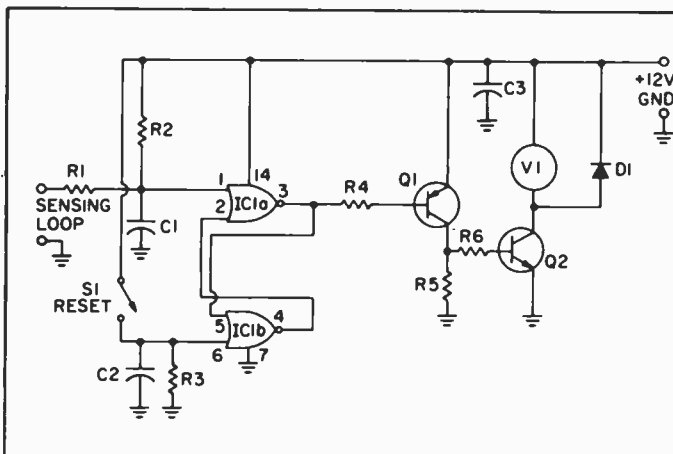 +12V
GND
C3
R2
R1
SENSING
LOOP
1
2
14
3
IC1a
R4
Q1
V1
D1
C1
S1
RESET
R6
R5
Q2
5
6
4
IC1b
7
C2
R3